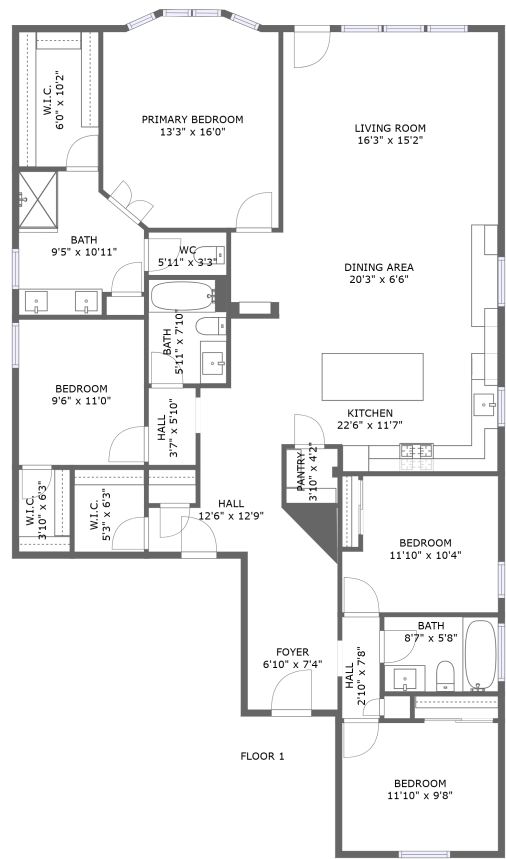 W.I.C.
6'0" x 10'2"
PRIMARY BEDROOM
13'3" x 16'0"
LIVING ROOM
16'3" x 15'2"
BATH
9'5" x 10'11"
WC
5'11" x 3'3"
DINING AREA
20'3" x 6'6"
BATH
5'11" x 7'10"
BEDROOM
9'6" x 11'0"
HALL
3'7" x 5'10"
KITCHEN
22'6" x 11'7"
PANTRY
3'10" x 4'2"
W.I.C.
3'10" x 6'3"
W.I.C.
5'3" x 6'3"
HALL
12'6" x 12'9"
BEDROOM
11'10" x 10'4"
BATH
8'7" x 5'8"
FOYER
6'10" x 7'4"
HALL
2'10" x 7'8"
FLOOR 1
BEDROOM
11'10" x 9'8"